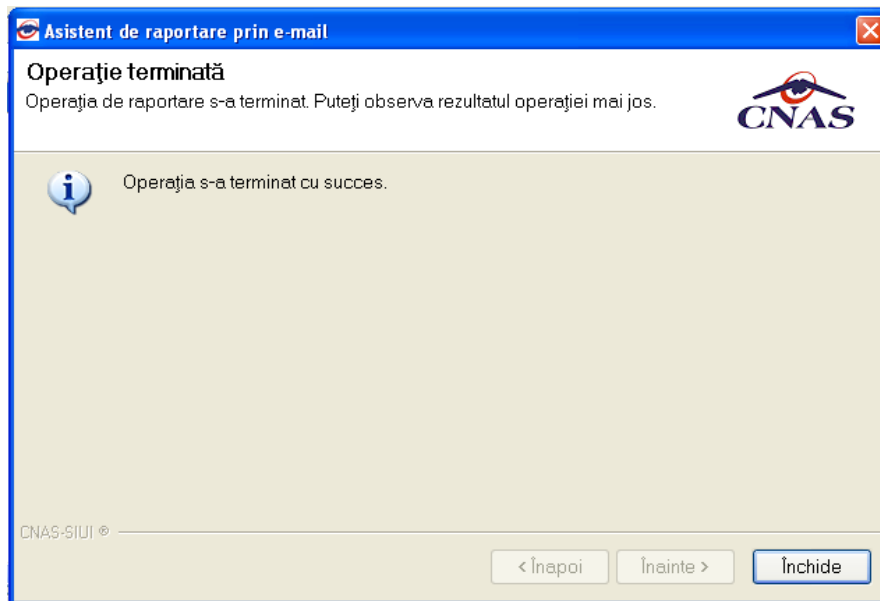 Asistent de raportare prin e-mail
Operaţie terminată
Operaţia de raportare s-a terminat. Puteţi observa rezultatul operaţiei mai jos.
CNAS
Operaţia s-a terminat cu succes.
CNAS-SIUI ®
< Înapoi
Înainte >
Închide